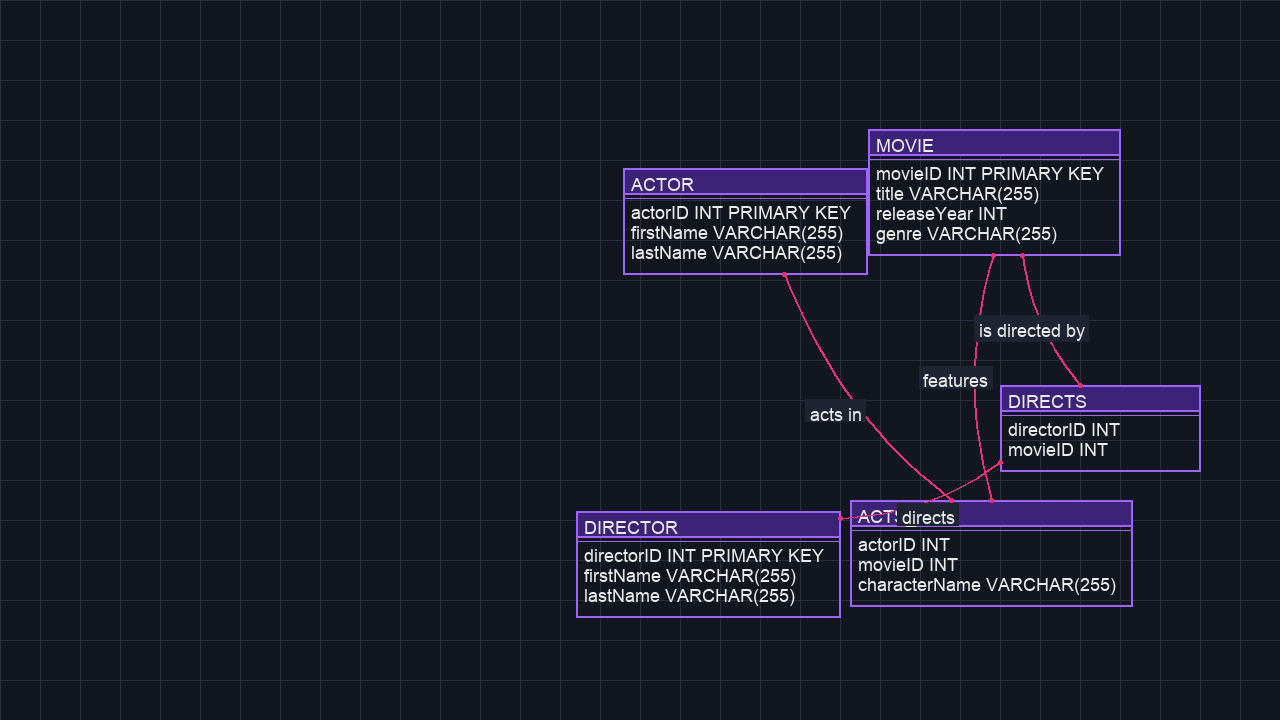 MOVIE
movieID INT PRIMARY KEY
title VARCHAR(255)
releaseYear INT
genre VARCHAR(255)
ACTOR
actorID INT PRIMARY KEY
firstName VARCHAR(255)
lastName VARCHAR(255)
is directed by
features
acts in
DIRECTS
directorID INT
movieID INT
directs
DIRECTOR
directorID INT PRIMARY KEY
firstName VARCHAR(255)
lastName VARCHAR(255)
actorID INT
movieID INT
characterName VARCHAR(255)